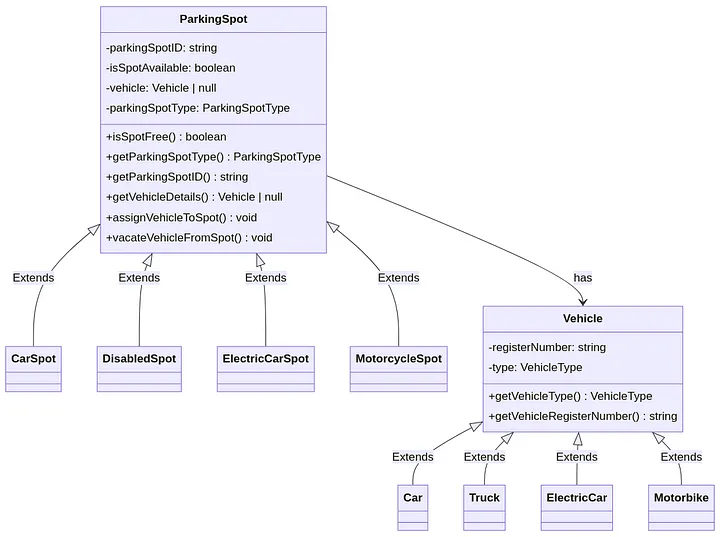 ParkingSpot
-parkingSpotID: string
-isSpotAvailable: boolean
-vehicle: Vehicle | null
-parkingSpotType: ParkingSpotType
+isSpotFree() : boolean
+getParkingSpotType() : ParkingSpotType
+getParkingSpotID() : string
+getVehicleDetails() : Vehicle | null
+assignVehicleToSpot() : void
+vacateVehicleFromSpot() : void
Extends
Extends
Extends
Extends
has
CarSpot
DisabledSpot
ElectricCarSpot
MotorcycleSpot
Vehicle
-registerNumber: string
-type: VehicleType
+getVehicleType() : VehicleType
+getVehicleRegisterNumber() : string
Extends
Extends
Extends
Extends
Car
Truck
ElectricCar
Motorbike